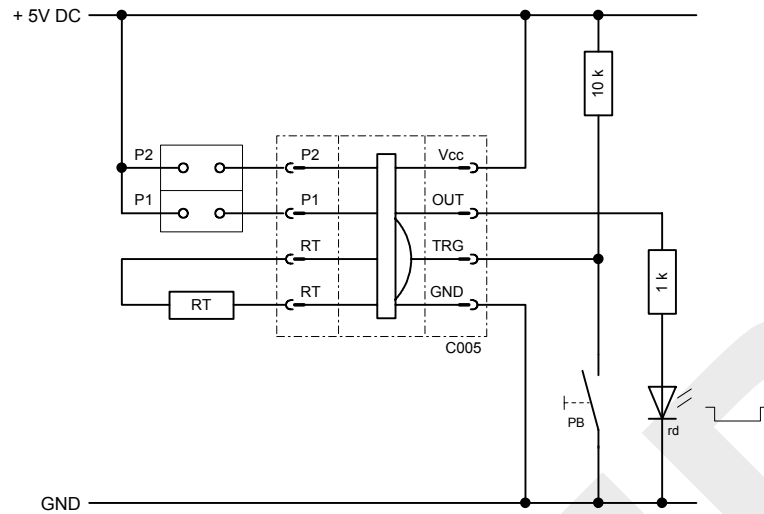 + 5V DC
10 k
P2
P2
Vcc
P1
P1
OUT
RT
TRG
1 k
RT
RT
GND
C005
PB
rd
GND